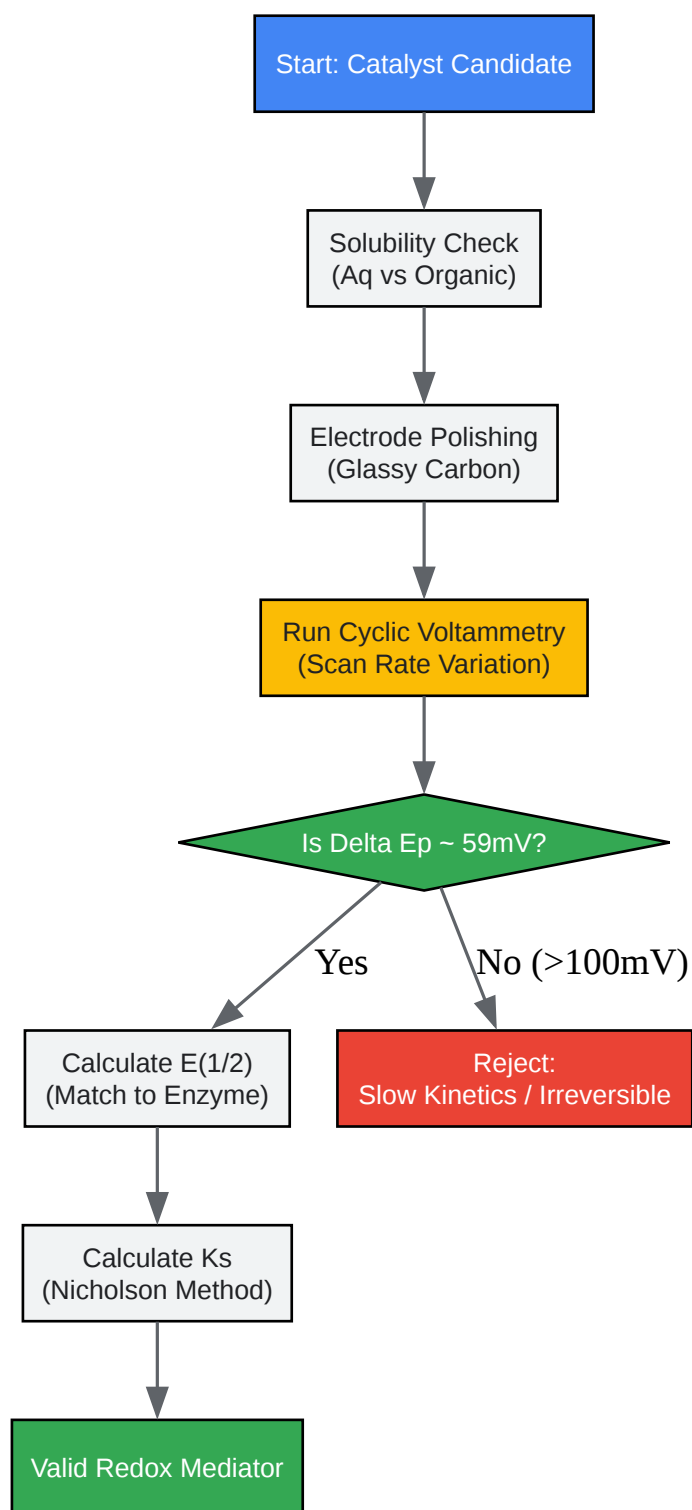 Start: Catalyst Candidate
Solubility Check
(Aq vs Organic)
Electrode Polishing
(Glassy Carbon)
Run Cyclic Voltammetry
(Scan Rate Variation)
Is Delta Ep ~ 59mV?
Yes
No (>100mV)
Calculate E(1/2)
(Match to Enzyme)
Reject:
Slow Kinetics / Irreversible
Calculate Ks
(Nicholson Method)
Valid Redox Mediator